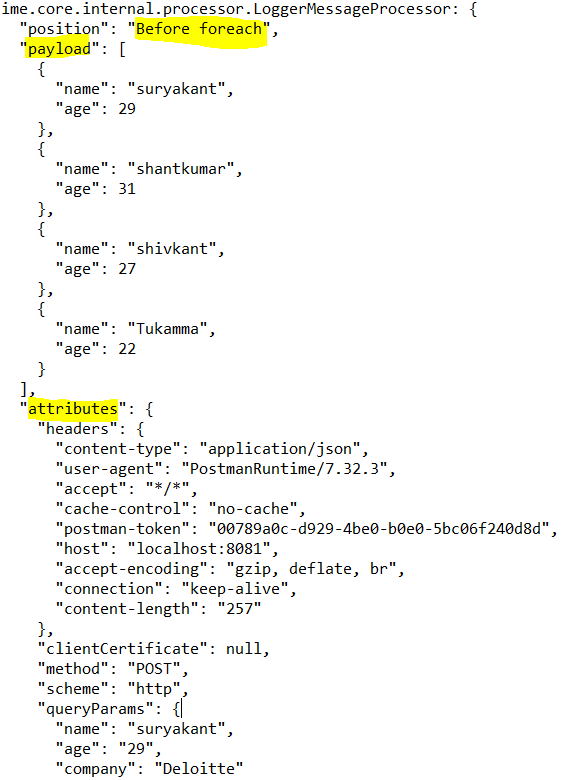 ime.core.internal.processor.LoggerMessageProcessor: {
"position": "Before foreach",
"payload": [
{
"name": "suryakant",
"age": 29
},
{
"name": "shantkumar",
"age": 31
},
{
"name": "shivkant",
"age": 27
},
{
"name": "Tukamma",
"age": 22
}
],
"attributes": {
"headers": {
"content-type": "application/json",
"user-agent": "PostmanRuntime/7.32.3",
"accept": "*/*",
"cache-control": "no-cache",
"postman-token": "00789a0c-d929-4be0-b0e0-5bc06f240d8d",
"host": "localhost:8081",
"accept-encoding": "gzip, deflate, br",
"connection": "keep-alive",
"content-length": "257"
},
"clientCertificate": null,
"method": "POST",
"scheme": "http",
"queryParams": {
"name": "suryakant",
"age": "29",
"company": "Deloitte"